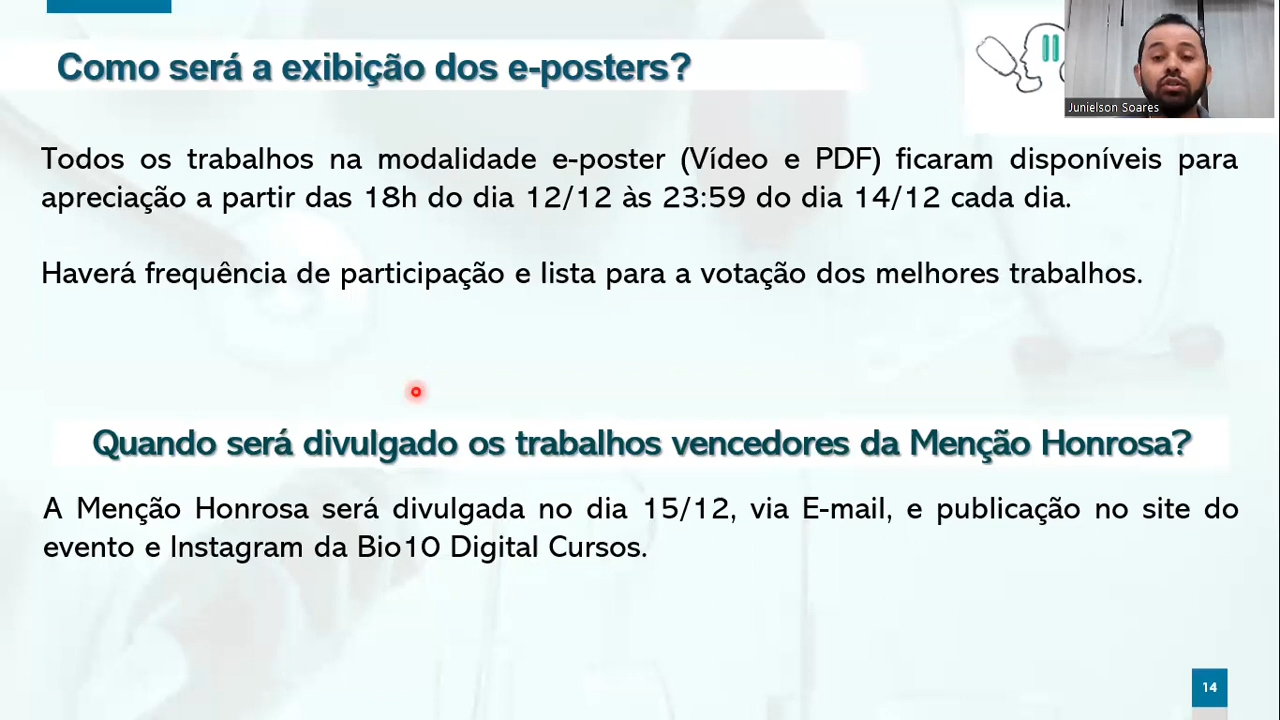 Como será a exibição dos e-posters?
Junielson Soares
Todos os trabalhos na modalidade e-poster (Vídeo e PDF) ficaram disponíveis para
apreciação a partir das 18h do dia 12/12 às 23:59 do dia 14/12 cada dia.
Haverá frequência de participação e lista para a votação dos melhores trabalhos.
Quando será divulgado os trabalhos vencedores da Menção Honrosa?
A Menção Honrosa será divulgada no dia 15/12, via E-mail, e publicação no site do
evento e Instagram da Bio10 Digital Cursos.
14